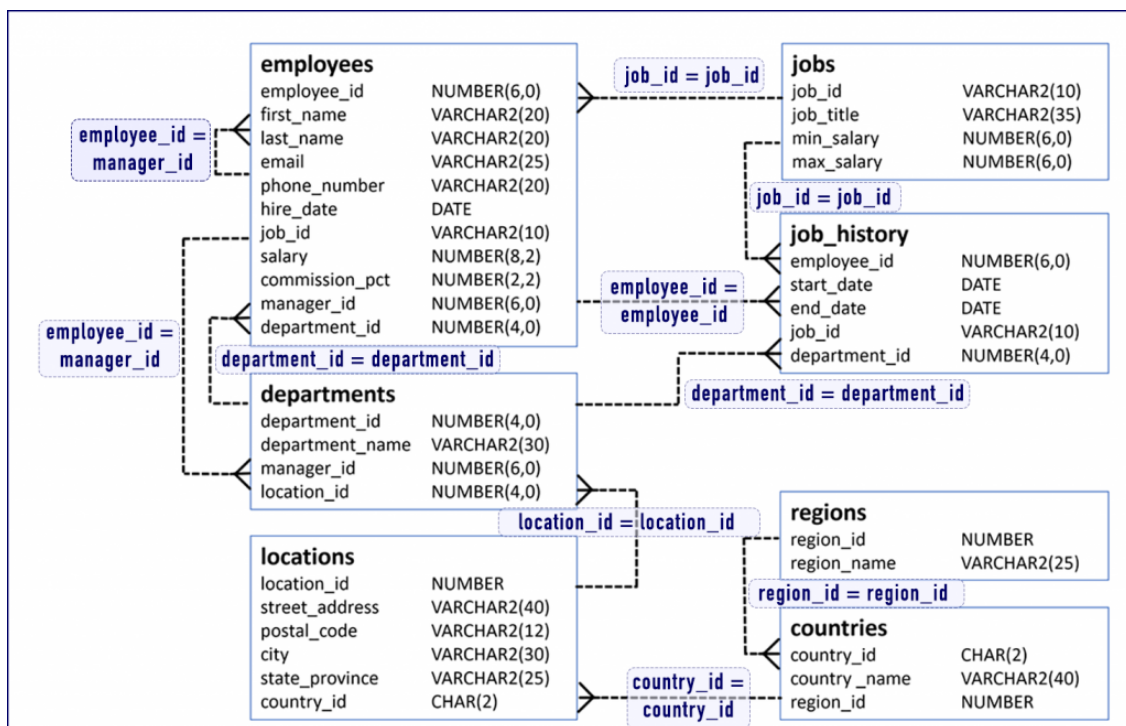 employees
employee_id NUMBER(6,0)
first_name VARCHAR2(20)
last_name VARCHAR2(20)
email VARCHAR2(25)
phone_number VARCHAR2(20)
hire_date DATE
job_id VARCHAR2(10)
salary NUMBER(8,2)
commission_pct NUMBER(2,2)
manager_id NUMBER(6,0)
department_id NUMBER(4,0)
employee_id =
manager_id
employee_id =
manager_id
department_id = department_id
job_id = job_id
jobs
job_id VARCHAR2(10)
job_title VARCHAR2(35)
min_salary NUMBER(6,0)
max_salary NUMBER(6,0)
job_id = job_id
job_history
employee_id NUMBER(6,0)
start_date DATE
end_date DATE
job_id VARCHAR2(10)
department_id NUMBER(4,0)
employee_id =
employee_id
department_id = department_id
departments
department_id NUMBER(4,0)
department_name VARCHAR2(30)
manager_id NUMBER(6,0)
location_id NUMBER(4,0)
location_id = location_id
locations
location_id NUMBER
street_address VARCHAR2(40)
postal_code VARCHAR2(12)
city VARCHAR2(30)
state_province VARCHAR2(25)
country_id CHAR(2)
regions
region_id NUMBER
region_name VARCHAR2(25)
region_id = region_id
countries
country_id CHAR(2)
country _name VARCHAR2(40)
region_id NUMBER
country_id =
country_id